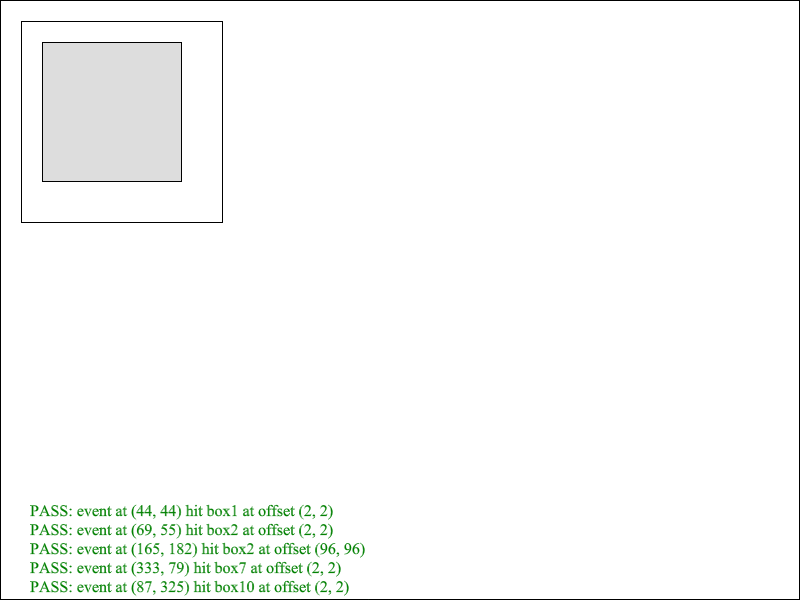 PASS: event at (44, 44) hit box1 at offset (2, 2)
PASS: event at (69, 55) hit box2 at offset (2, 2)
PASS: event at (165, 182) hit box2 at offset (96, 96)
PASS: event at (333, 79) hit box7 at offset (2, 2)
PASS: event at (87, 325) hit box10 at offset (2, 2)